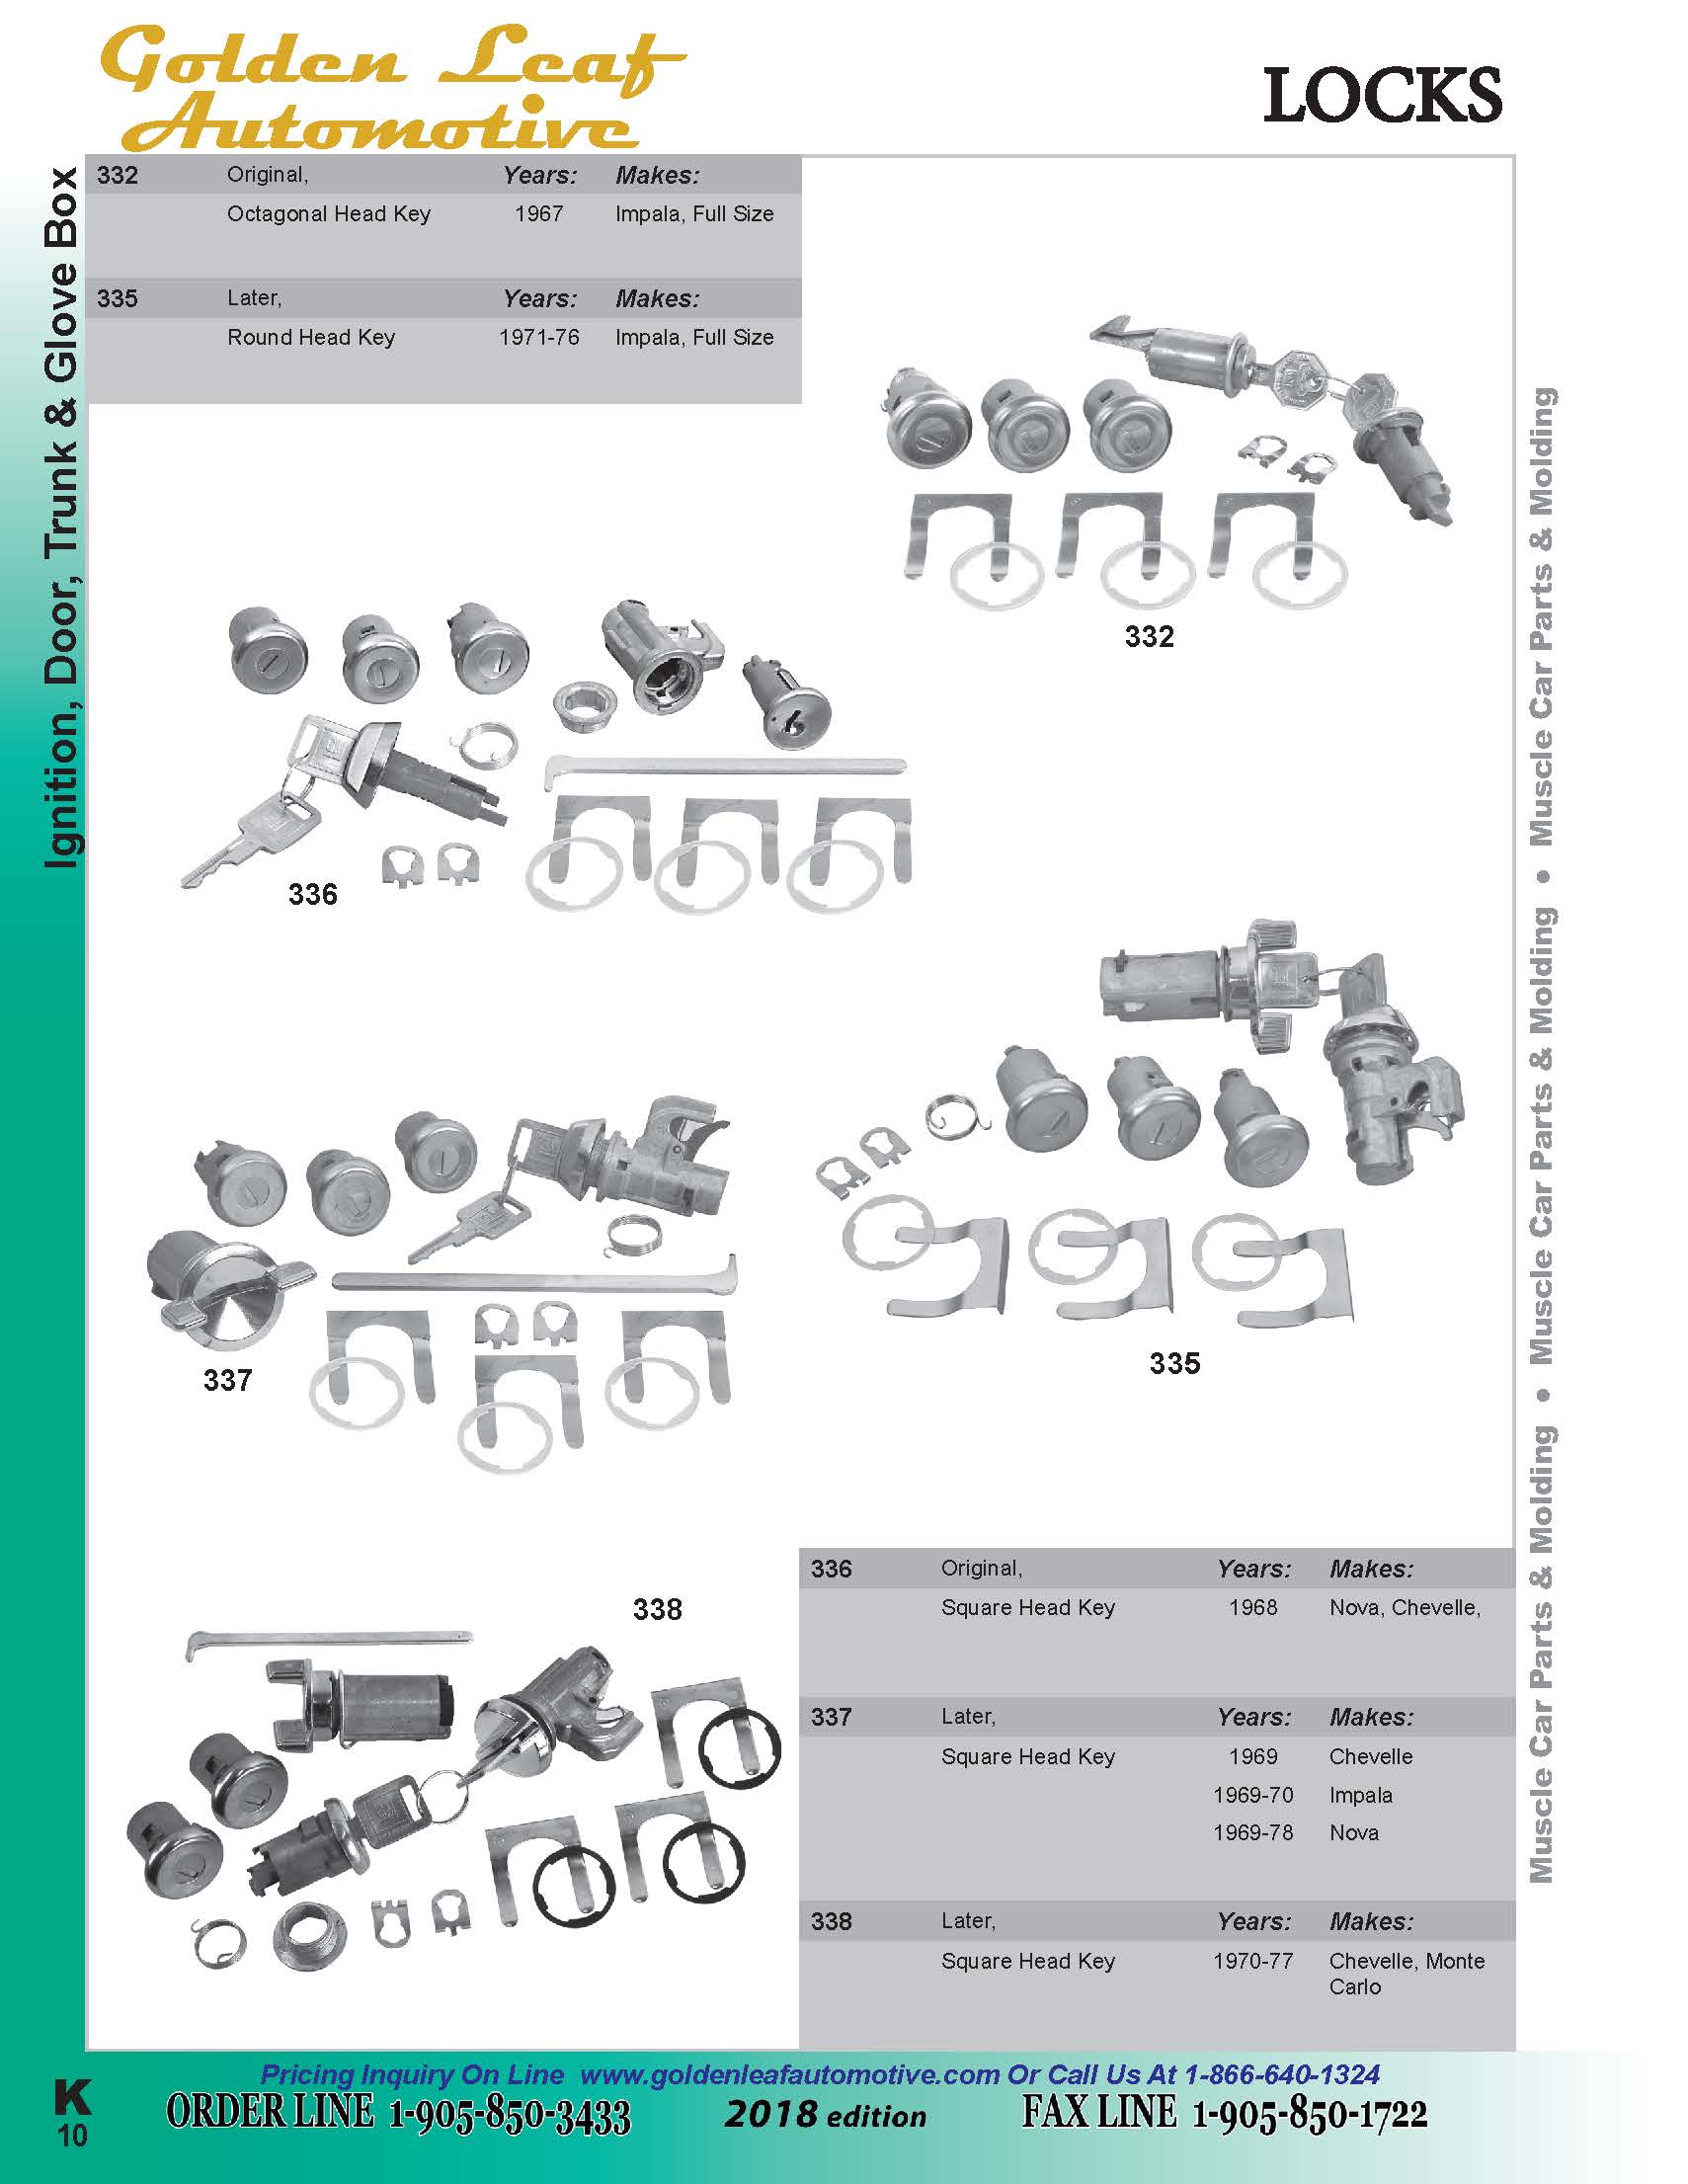 Golden Leaf
Automotive
LOCKS
Ignition, Door, Trunk & Glove Box
332 Original, Years: Makes:
Octagonal Head Key 1967 Impala, Full Size
335 Later, Years: Makes:
Round Head Key 1971-76 Impala, Full Size
332
336
337
335
338
336 Original, Years: Makes:
Square Head Key 1968 Nova, Chevelle,
337 Later, Years: Makes:
Square Head Key 1969 Chevelle
1969-70 Impala
1969-78 Nova
338 Later, Years: Makes:
Square Head Key 1970-77 Chevelle, Monte
Carlo
Muscle Car Parts & Molding • Muscle Car Parts & Molding • Muscle Car Parts & Molding
Pricing Inquiry On Line www.goldenleafautomotive.com Or Call Us At 1-866-640-1324
K
10
ORDER LINE 1-905-850-3433 2018 edition FAX LINE 1-905-850-1722